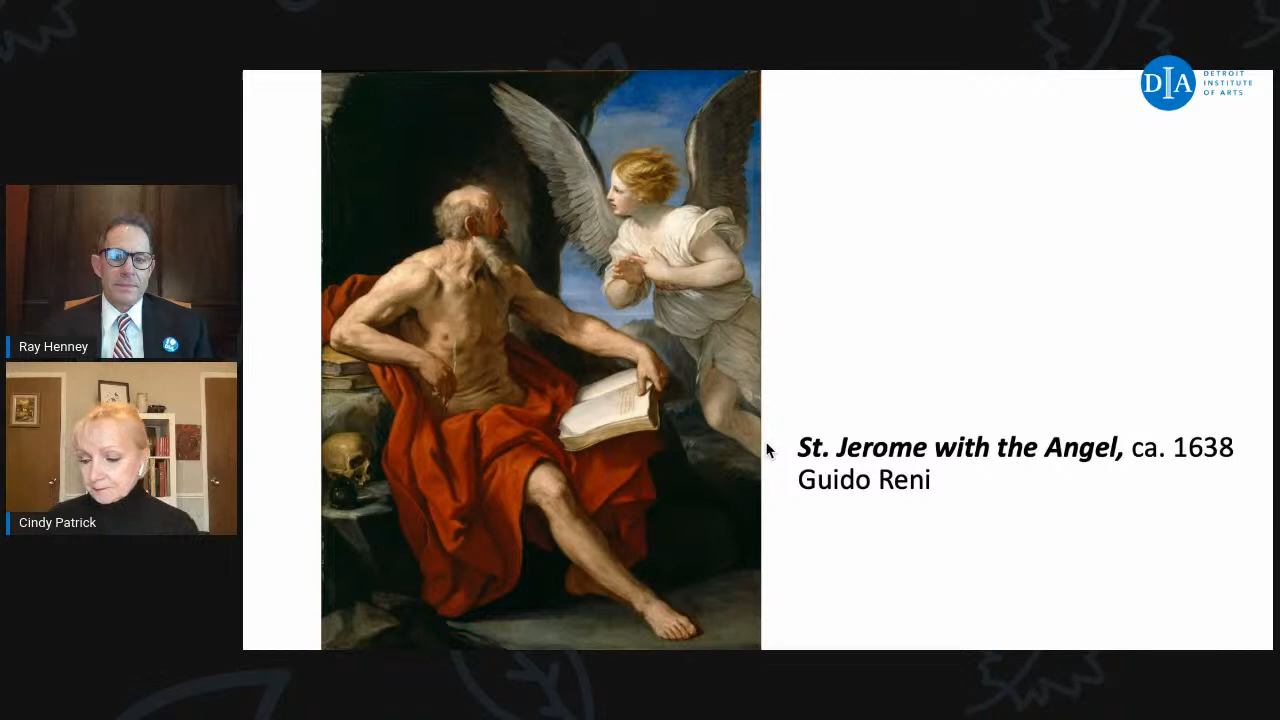 DIA
DETROIT
INSTITUTE
OF ARTS
Ray Henney
Cindy Patrick
St. Jerome with the Angel, ca. 1638
Guido Reni